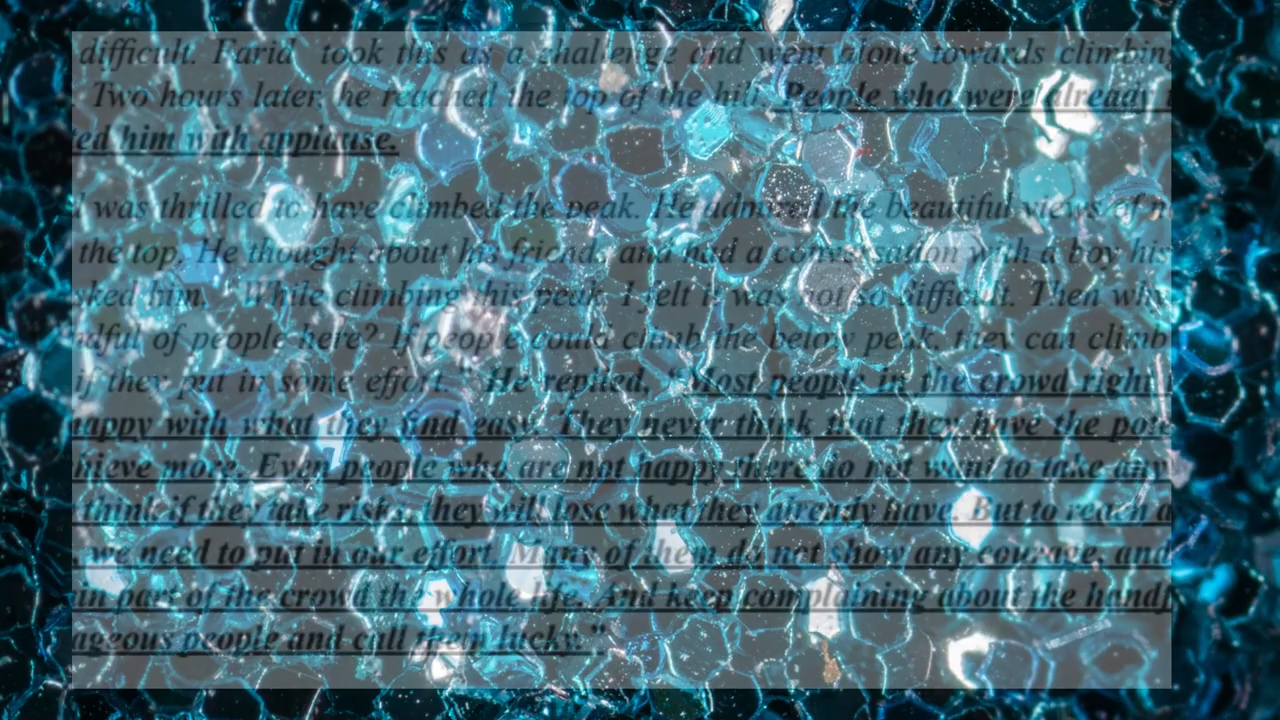 difficult. Farid took this as a challenge and went alone towards climbing
Two hours later, he reached the top of the hill. People who were already
ted him with applause.
was thrilled to have climbed the peak. He admired the beautiful views of
the top. He thought about his friends and had a conversation with a boy his
sked him. "While climbing this peak, I felt it was not so difficult. Then why
dful of people here? If people could climb the below peak, they can climb
if they put in some effort." He replied, "Most people in the crowd right
appy with what they find easy. They never think that they have the pote
hieve more. Even people who are not happy there do not want to take any
think if they take risks, they will lose what they already have. But to reach a
we need to put in our effort. Many of them do not show any courage, and
in part of the crowd the whole life. And keep complaining about the handf
ageous people and call them lucky."